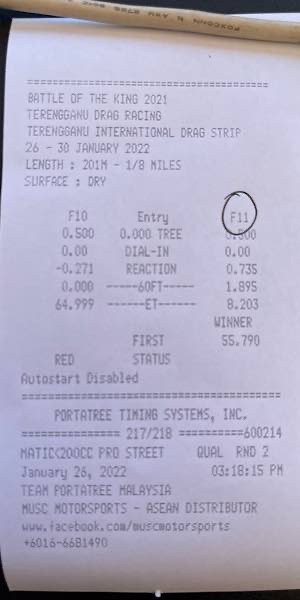 ===================================
BATTLE OF THE KING 2021
TERENGGANU DRAG RACING
TERENGGANU INTERNATIONAL DRAG STRIP
26 - 30 JANUARY 2022
LENGTH : 201M - 1/8 MILES
SURFACE : DRY
F10 Entry F11
0.500 0.000 TREE 0.500
0.00 DIAL-IN 0.00
-0.271 REACTION 0.735
0.000 ------60FT----- 1.895
64.999 ------ET------ 8.203
WINNER
FIRST 55.790
RED STATUS
Autostart Disabled
===================================
PORTATREE TIMING SYSTEMS, INC.
=============== 217/218 ==========600214
MATIC<200CC PRO STREET QUAL RND 2
January 26, 2022 03:18:15 PM
TEAM PORTATREE MALAYSIA
MUSC MOTORSPORTS - ASEAN DISTRIBUTOR
www.facebook.com/muscmotorsports
+6016-6681490